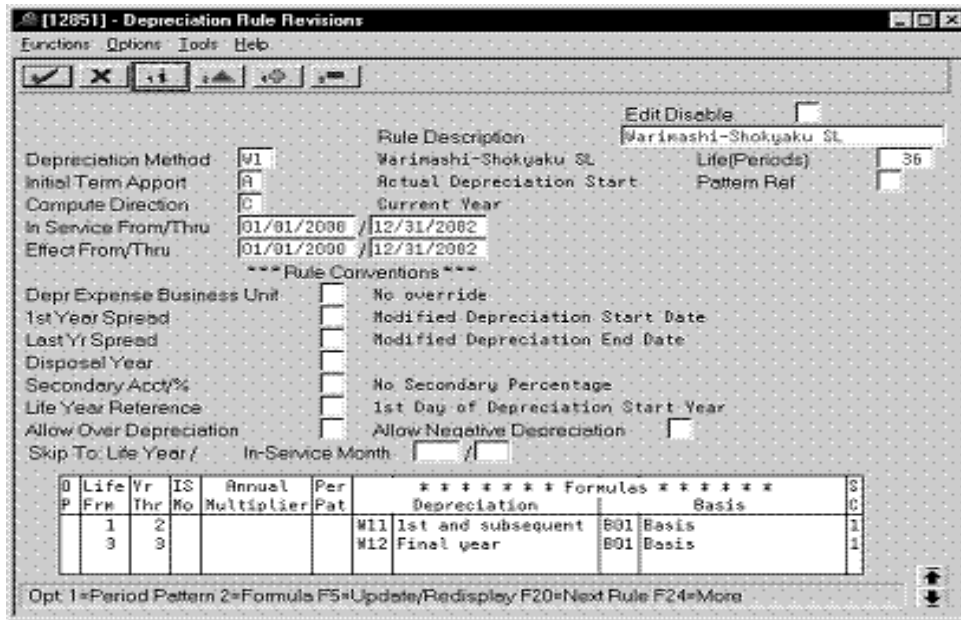 [12851] - Depreciation Rule Revisions
Functions Options Tools Help
Edit Disable
Rule Description Warimashi-Shokyaku SL
Depreciation Method W1 Warimashi-Shokyaku SL Life(Periods) 36
Initial Term Apport A Actual Depreciation Start Pattern Ref
Compute Direction C Current Year
In Service From/Thru 01/01/2000 / 12/31/2002
Effect From/Thru 01/01/2000 / 12/31/2002
*** Rule Conventions ***
Depr Expense Business Unit No override
1st Year Spread Modified Depreciation Start Date
Last Yr Spread Modified Depreciation End Date
Disposal Year
Secondary Acct/% No Secondary Percentage
Life Year Reference 1st Day of Depreciation Start Year
Allow Over Depreciation Allow Negative Depreciation
Skip To: Life Year / In-Service Month /
O Life Yr IS Annual Per * * * * * * * Formulas * * * * * * S
P Frm Thr Mo Multiplier Pat Depreciation Basis C
1 2 W11 1st and subsequent B01 Basis 1
3 3 W12 Final year B01 Basis 1
Opt: 1=Period Pattern 2=Formula F5=Update/Redisplay F20=Next Rule F24=More